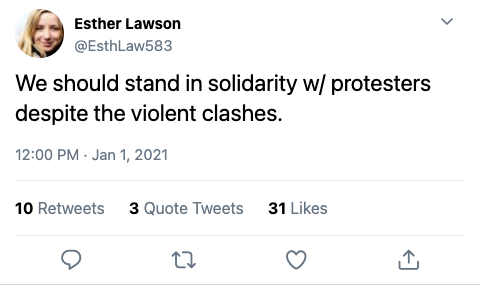 Esther Lawson
@EsthLaw583
We should stand in solidarity w/ protesters
despite the violent clashes.
12:00 PM · Jan 1, 2021
10 Retweets 3 Quote Tweets 31 Likes